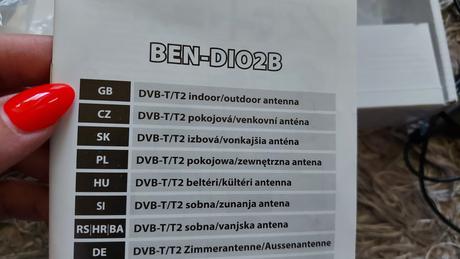 BEN-DIO2B
GB DVB-T/T2 indoor/outdoor antenna
CZ DVB-T/T2 pokojová/venkovní anténa
SK DVB-T/T2 izbová/vonkajšia anténa
PL DVB-T/T2 pokojowa/zewnętrzna antena
HU DVB-T/T2 beltéri/kültéri antenna
SI DVB-T/T2 sobna/zunanja antena
RS|HR|BA DVB-T/T2 sobna/vanjska antena
DE DVB-T/T2 Zimmerantenne/Aussenantenne